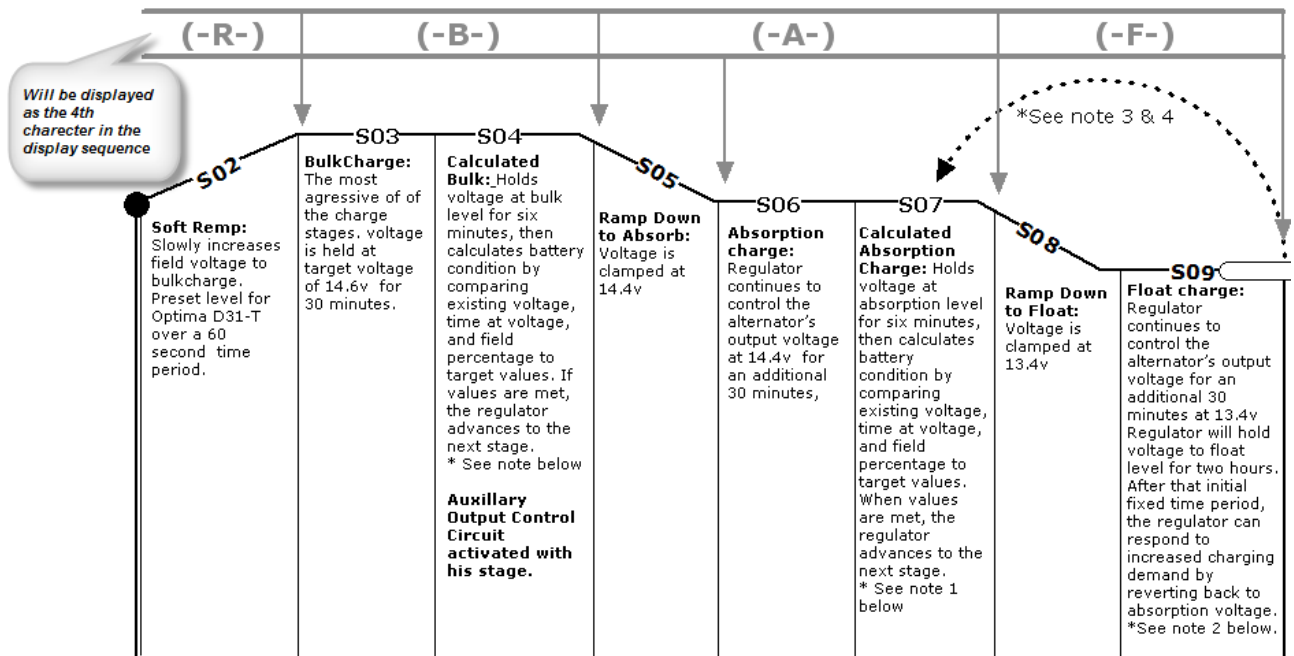 (-R-)
(-B-)
(-A-)
(-F-)
Will be displayed
as the 4th
charecter in the
display sequence
S02
Soft Remp:
Slowly increases
field voltage to
bulkcharge.
Preset level for
Optima D31-T
over a 60
second time
period.
S03
BulkCharge:
The most
agressive of of
the charge
stages. voltage
is held at
target voltage
of 14.6v for
30 minutes.
S04
Calculated
Bulk: Holds
voltage at bulk
level for six
minutes, then
calculates battery
condition by
comparing
existing voltage,
time at voltage,
and field
percentage to
target values. If
values are met,
the regulator
advances to the
next stage.
* See note below
Auxillary
Output Control
Circuit
activated with
his stage.
S05
Ramp Down
to Absorb:
Voltage is
clamped at
14.4v
S06
Absorption
charge:
Regulator
continues to
control the
alternator's
output voltage
at 14.4v for
an additional
30 minutes,
S07
Calculated
Absorption
Charge: Holds
voltage at
absorption level
for six minutes,
then calculates
battery
condition by
comparing
existing voltage,
time at voltage,
and field
percentage to
target values.
When values
are met, the
regulator
advances to the
next stage.
* See note 1
below
*See note 3 & 4
S08
Ramp Down
to Float:
Voltage is
clamped at
13.4v
S09
Float charge:
Regulator
continues to
control the
alternator's output
voltage for an
additional 30
minutes at 13.4v
Regulator will hold
voltage to float
level for two hours.
After that initial
fixed time period,
the regulator can
respond to
increased charging
demand by
reverting back to
absorption voltage.
*See note 2 below.